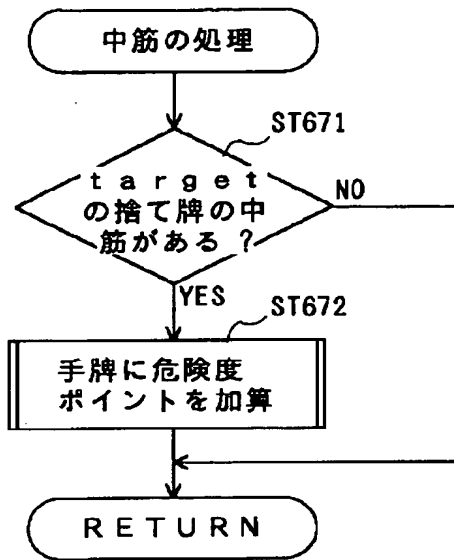 中筋の処理
ST671
target
の捨て牌の中
筋がある?
NO
YES
ST672
手牌に危険度
ポイントを加算
RETURN